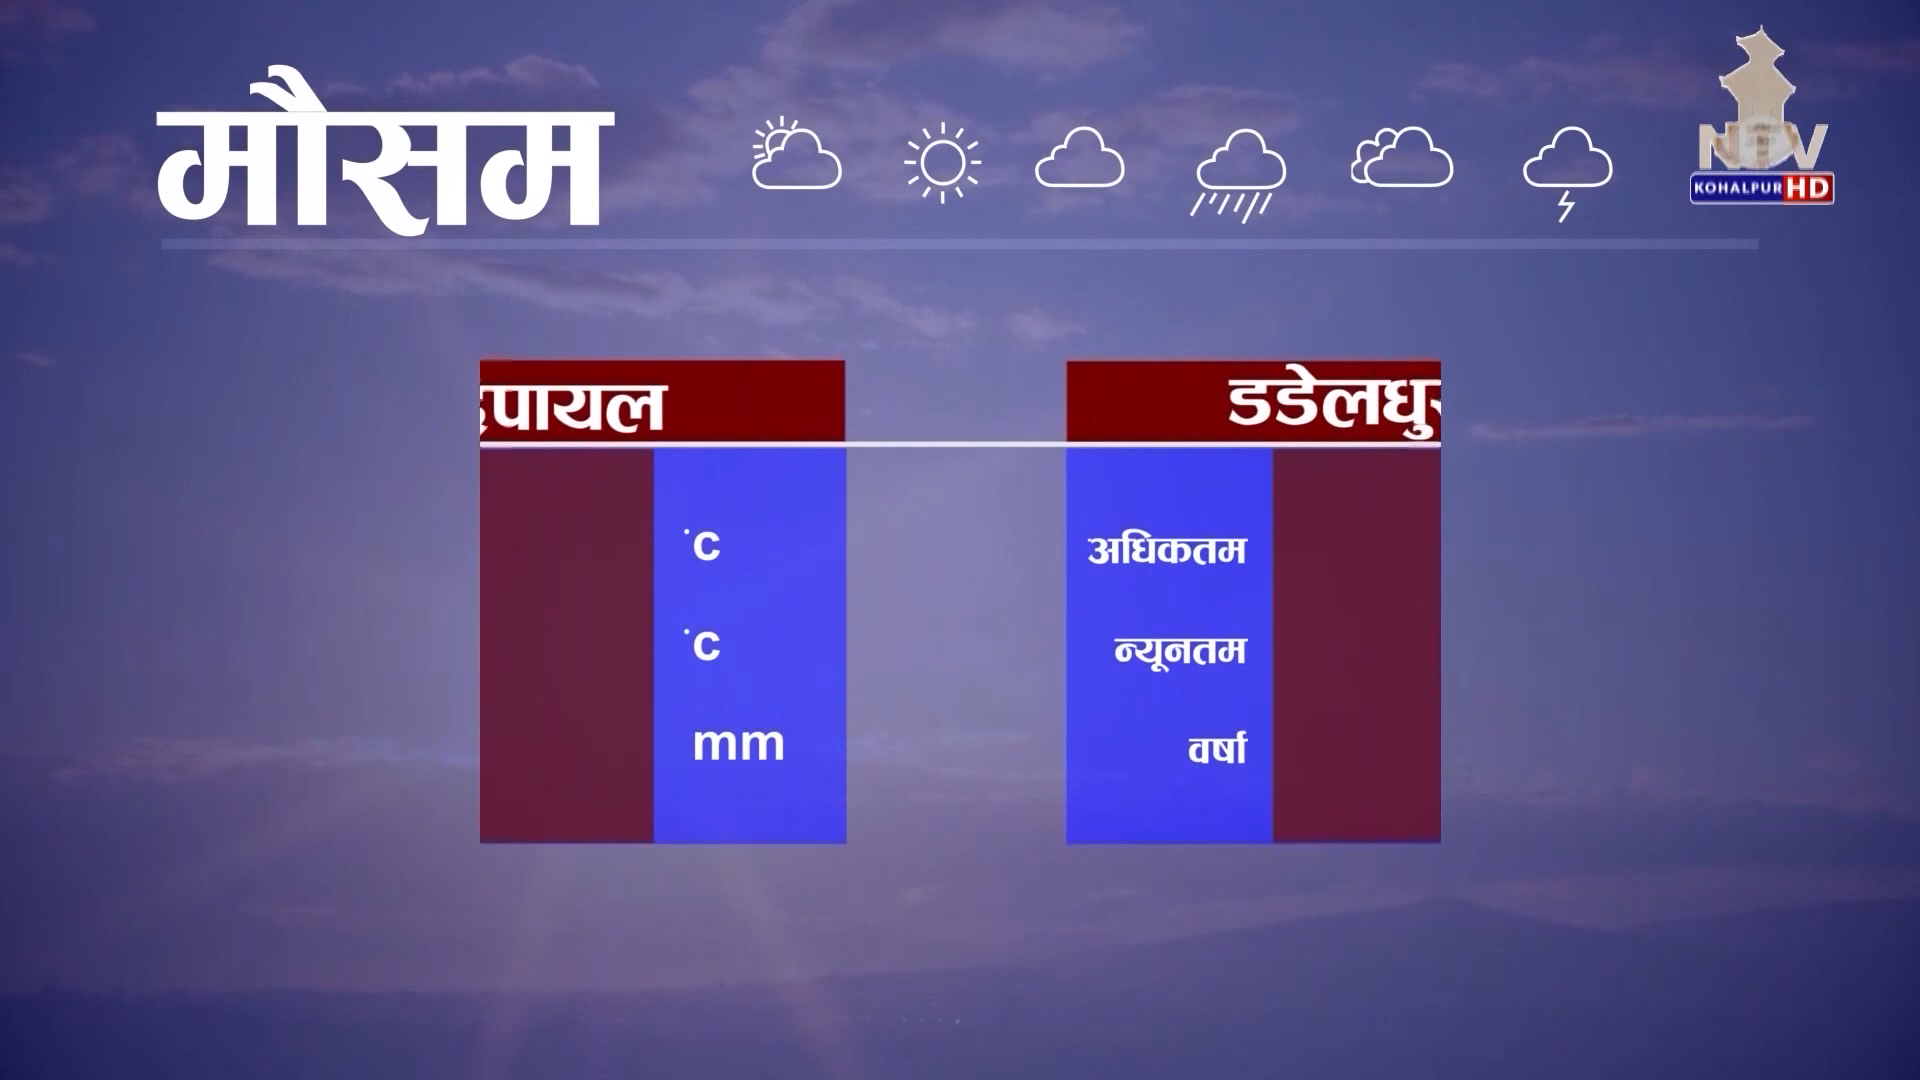 मौसम
NTV
KOHALPUR HD
पायल
डडेलधु
°c
अधिकतम
°c
न्यूनतम
mm
वर्षा